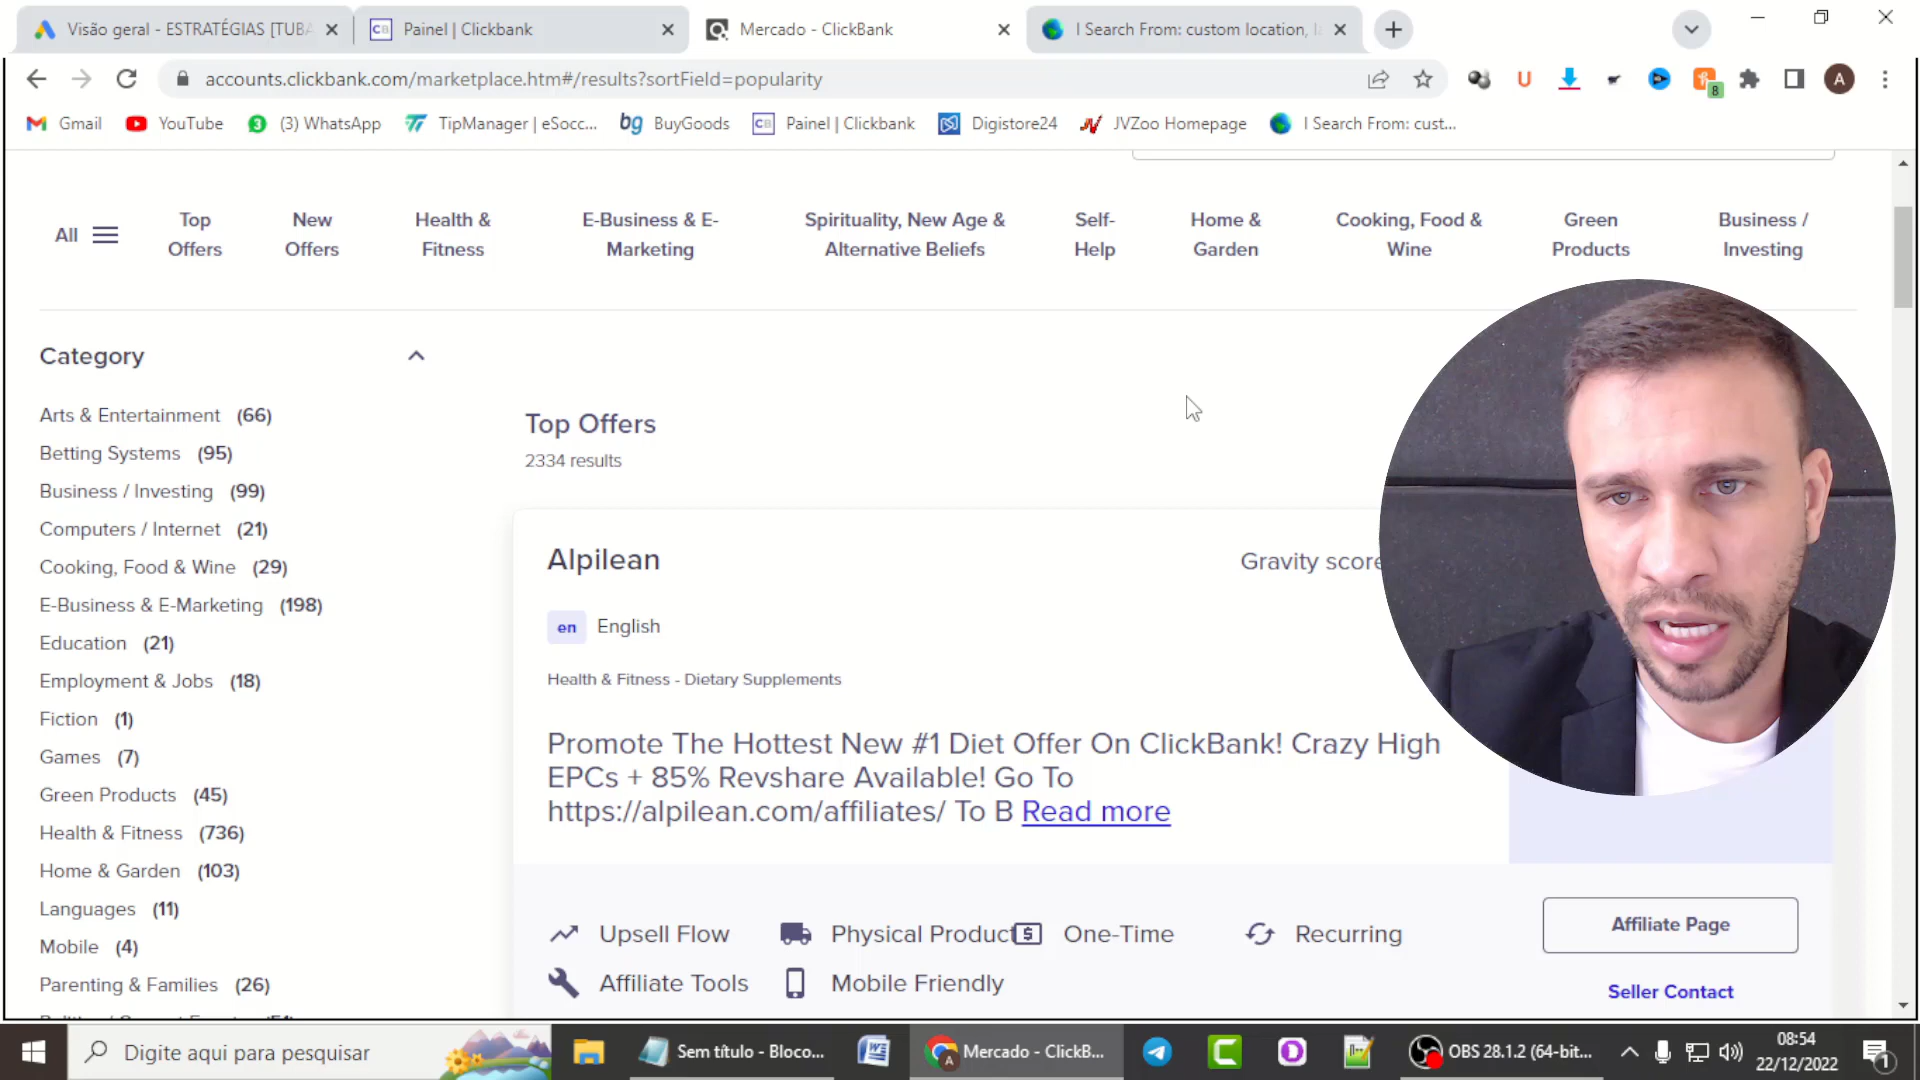 Visão geral - ESTRATÉGIAS [TUBA
Painel | Clickbank
Mercado - ClickBank
I Search From: custom location, la
accounts.clickbank.com/marketplace.htm#/results?sortField=popularity
8
A
Gmail
YouTube
(3) WhatsApp
TipManager | eSocc...
BuyGoods
Painel | Clickbank
Digistore24
JVZoo Homepage
I Search From: cust...
All
Top Offers
New Offers
Health & Fitness
E-Business & E-Marketing
Spirituality, New Age & Alternative Beliefs
Self-Help
Home & Garden
Cooking, Food & Wine
Green Products
Business / Investing
Category
Arts & Entertainment (66)
Betting Systems (95)
Business / Investing (99)
Computers / Internet (21)
Cooking, Food & Wine (29)
E-Business & E-Marketing (198)
Education (21)
Employment & Jobs (18)
Fiction (1)
Games (7)
Green Products (45)
Health & Fitness (736)
Home & Garden (103)
Languages (11)
Mobile (4)
Parenting & Families (26)
Top Offers
2334 results
Alpilean
Gravity score
en English
Health & Fitness - Dietary Supplements
Promote The Hottest New #1 Diet Offer On ClickBank! Crazy High
EPCs + 85% Revshare Available! Go To
https://alpilean.com/affiliates/ To B Read more
Upsell Flow
Physical Product
One-Time
Recurring
Affiliate Tools
Mobile Friendly
Affiliate Page
Seller Contact
Digite aqui para pesquisar
Sem título - Bloco...
Mercado - ClickB...
OBS 28.1.2 (64-bit...
08:54
22/12/2022
1